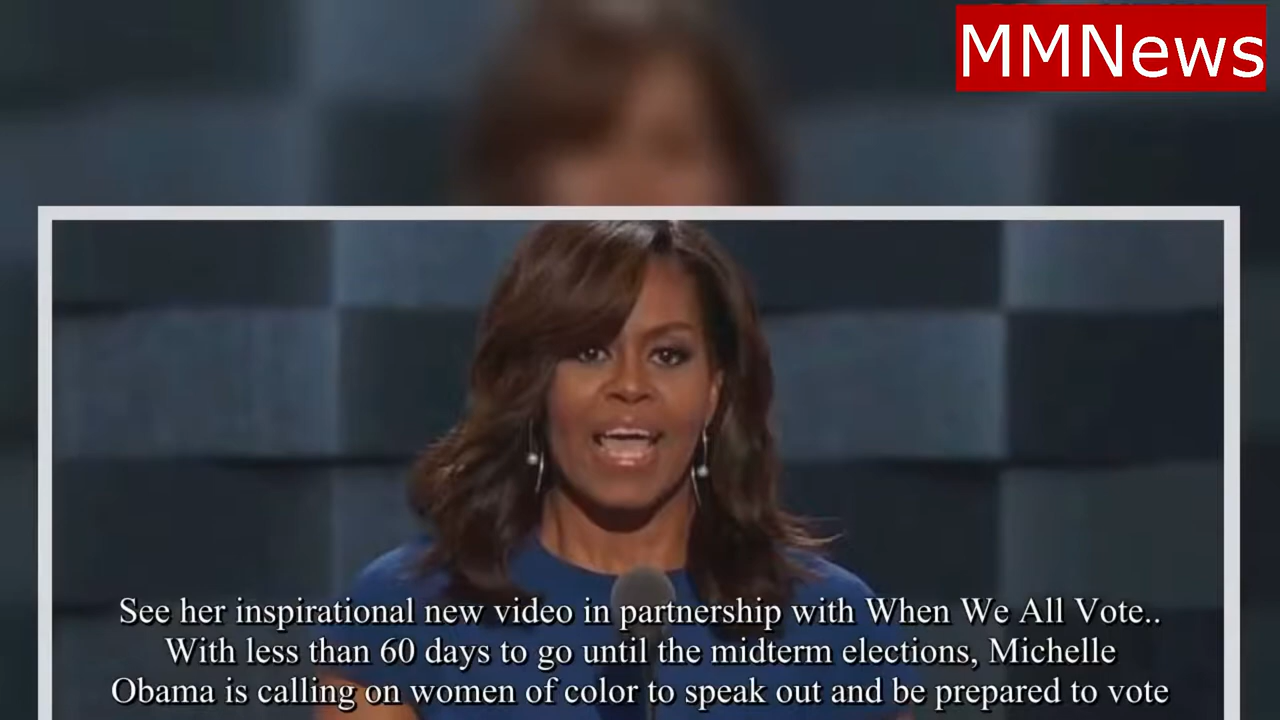 MMNews
See her inspirational new video in partnership with When We All Vote..
With less than 60 days to go until the midterm elections, Michelle
Obama is calling on women of color to speak out and be prepared to vote